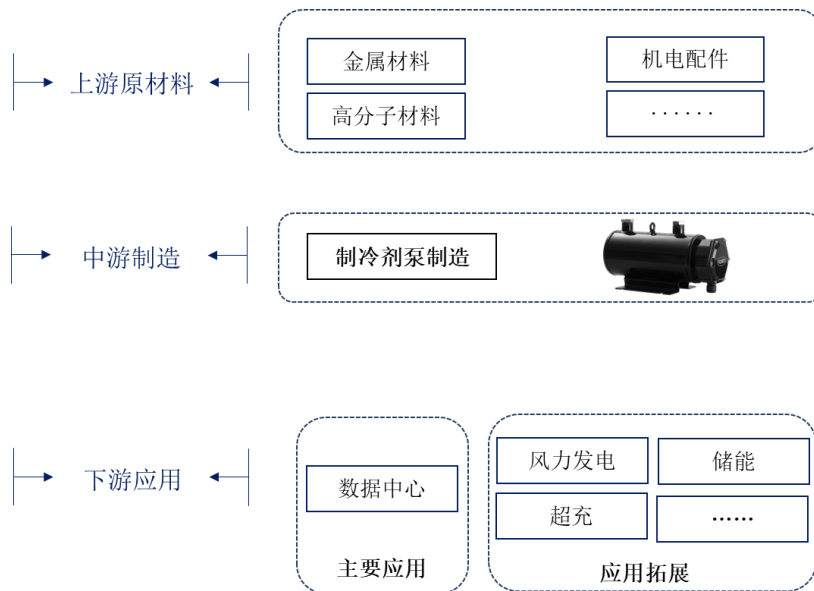 上游原材料
金属材料
机电配件
高分子材料
······
中游制造
制冷剂泵制造
下游应用
数据中心
主要应用
风力发电
储能
超充
······
应用拓展